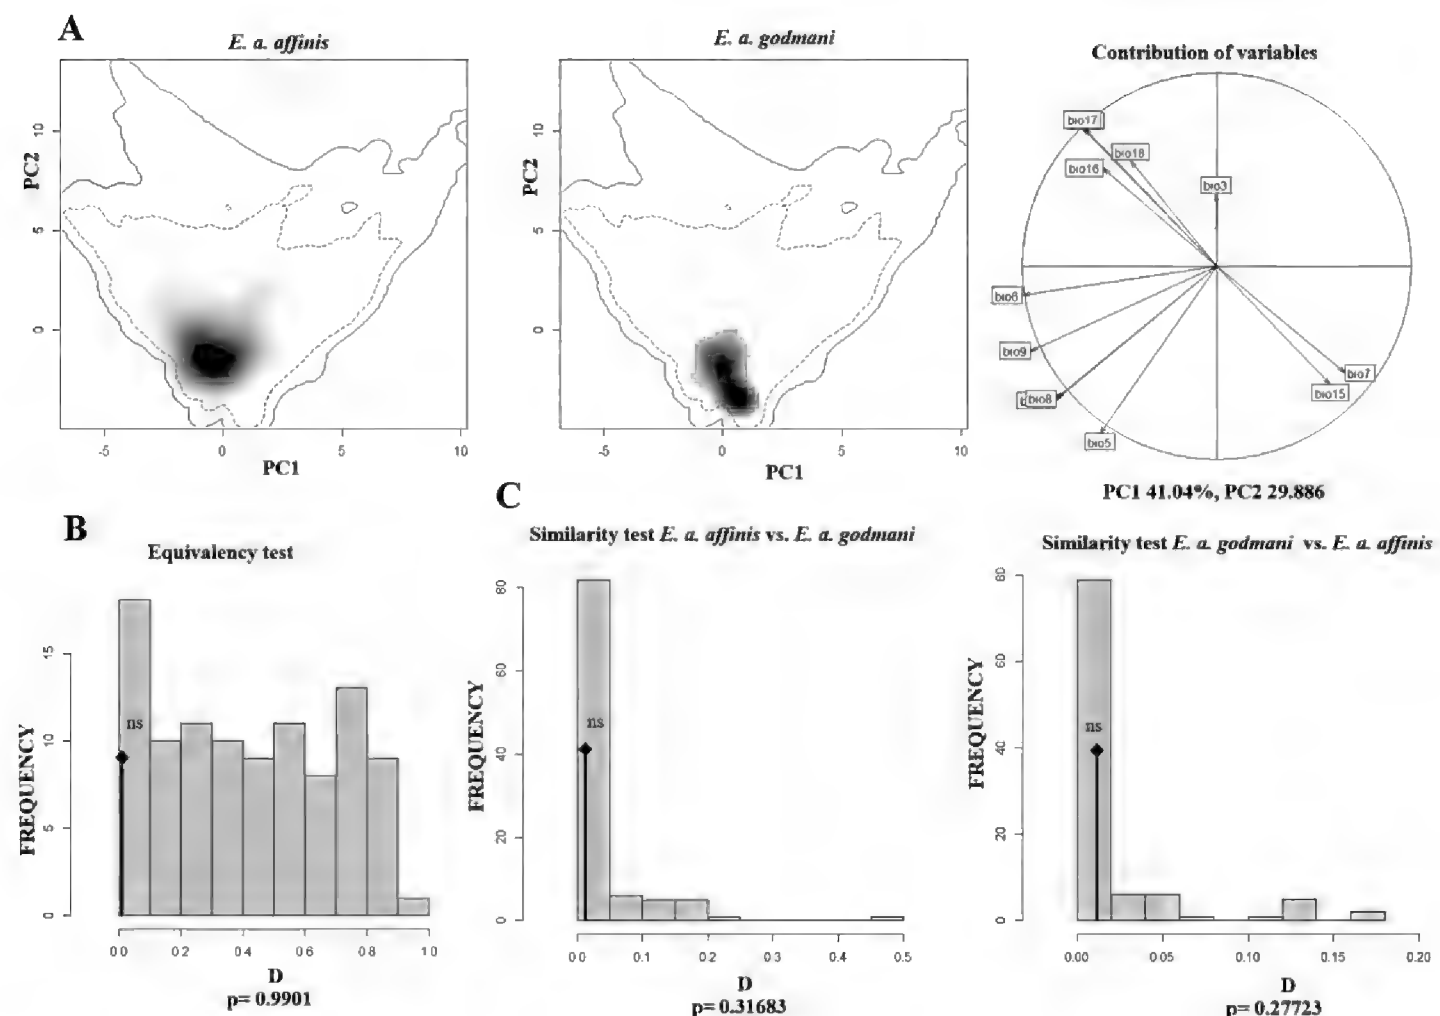 A
E. a. affinis
E. a. godmani
Contribution of variables
PC2
10
5
0
-5 0 5 10
PC1
PC2
10
5
0
-5 0 5 10
PC1
bio17
bio18
bio16
bio3
bio6
bio9
bio8
bio5
bio7
bio15
PC1 41.04%, PC2 29.886
B
Equivalency test
FREQUENCY
15
10
5
0
ns
0.0 0.2 0.4 0.6 0.8 1.0
D
p= 0.9901
C
Similarity test E. a. affinis vs. E. a. godmani
FREQUENCY
80
60
40
20
0
ns
0.0 0.1 0.2 0.3 0.4 0.5
D
p= 0.31683
Similarity test E. a. godmani vs. E. a. affinis
FREQUENCY
80
60
40
20
0
ns
0.00 0.05 0.10 0.15 0.20
D
p= 0.27723